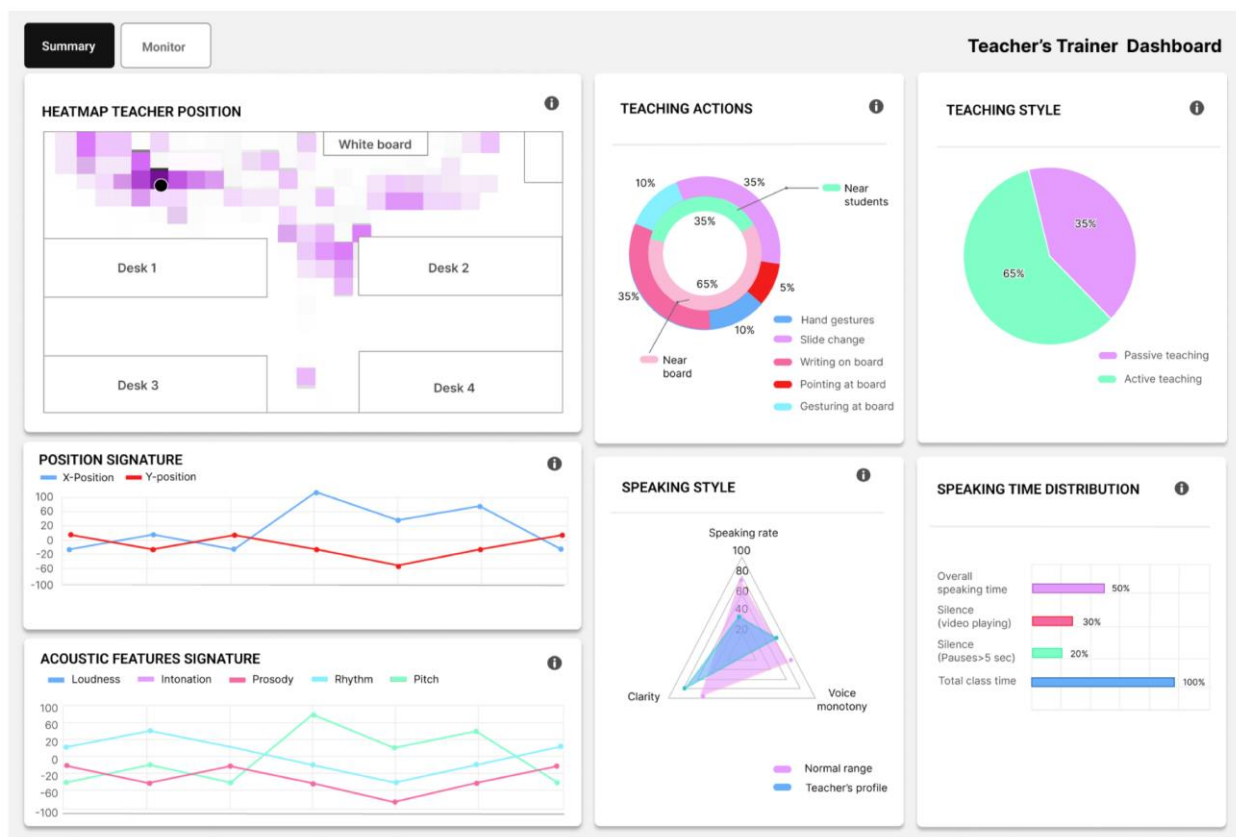 Summary
Monitor
Teacher's Trainer Dashboard
HEATMAP TEACHER POSITION
White board
Desk 1
Desk 2
Desk 3
Desk 4
TEACHING ACTIONS
10%
35%
Near
students
35%
65%
35%
5%
10%
Near
board
Hand gestures
Slide change
Writing on board
Pointing at board
Gesturing at board
TEACHING STYLE
35%
65%
Passive teaching
Active teaching
POSITION SIGNATURE
X-Position
Y-position
100
60
20
0
-20
-60
-100
ACOUSTIC FEATURES SIGNATURE
Loudness
Intonation
Prosody
Rhythm
Pitch
100
60
20
0
-20
-60
-100
SPEAKING STYLE
Speaking rate
100
80
60
40
20
Clarity
Voice
monotony
Normal range
Teacher's profile
SPEAKING TIME DISTRIBUTION
Overall
speaking time
50%
Silence
(video playing)
30%
Silence
(Pauses>5 sec)
20%
Total class time
100%